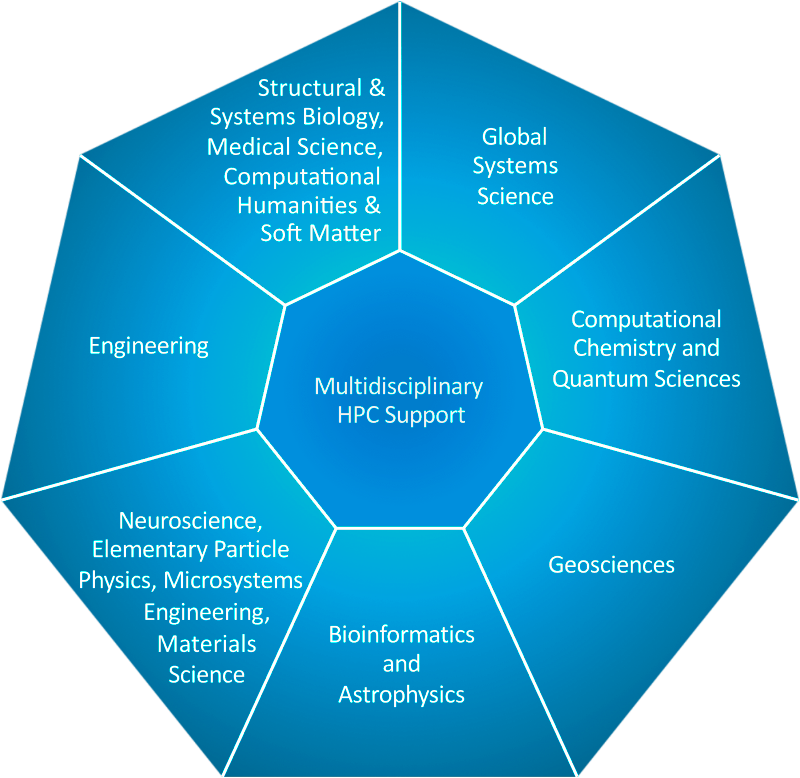 Structural &
Systems Biology,
Medical Science,
Computational
Humanities &
Soft Matter
Global
Systems
Science
Engineering
Computational
Chemistry and
Quantum Sciences
Multidisciplinary
HPC Support
Neuroscience,
Elementary Particle
Physics, Microsystems
Engineering,
Materials
Science
Geosciences
Bioinformatics
and
Astrophysics